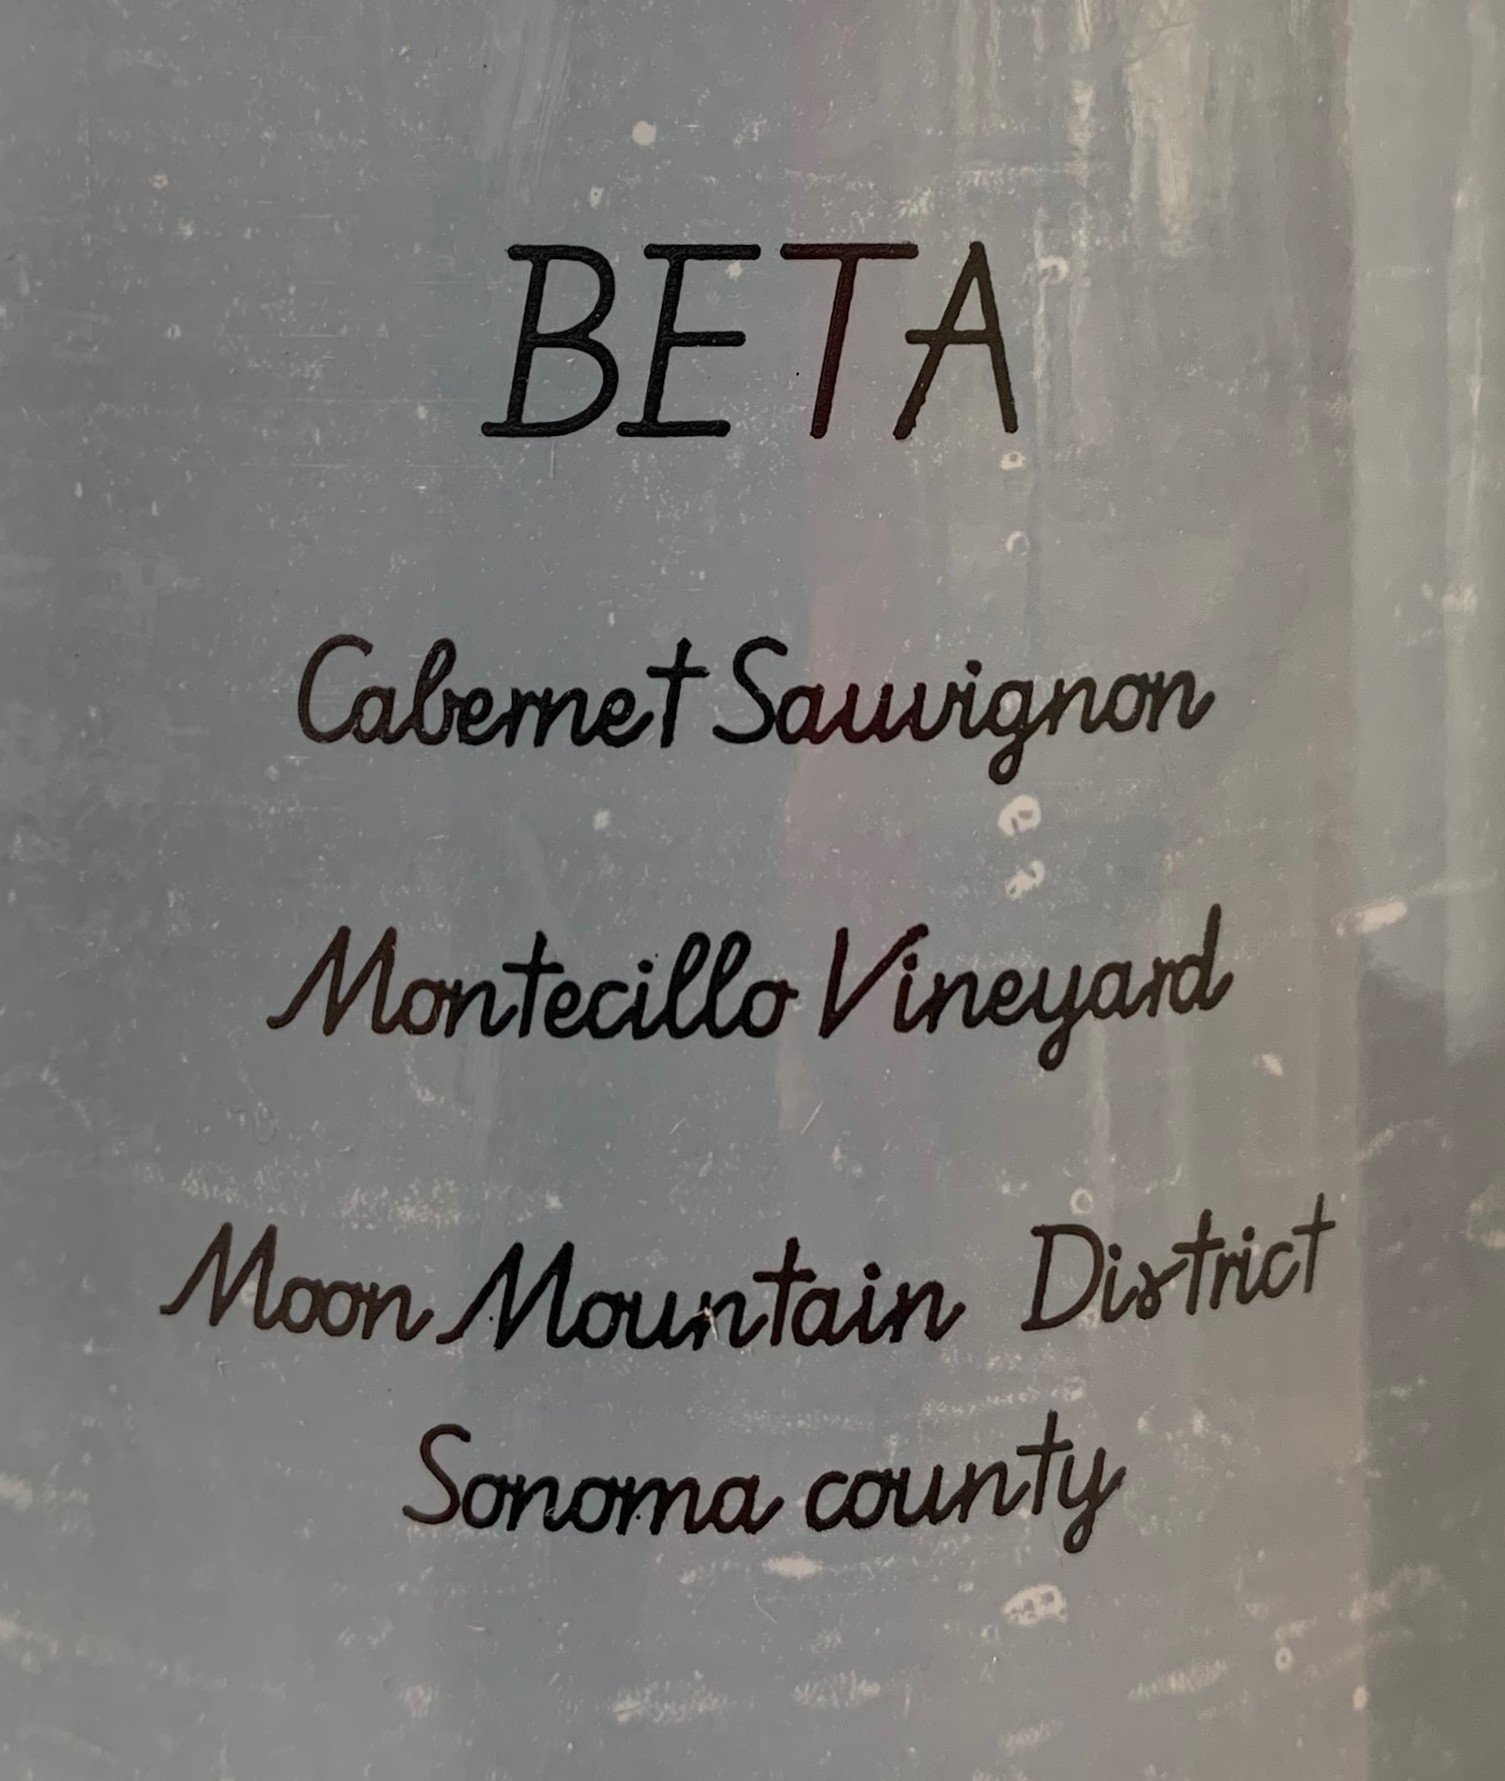 BETA
Cabernet Sauvignon
Montecillo Vineyard
Moon Mountain District
Sonoma county